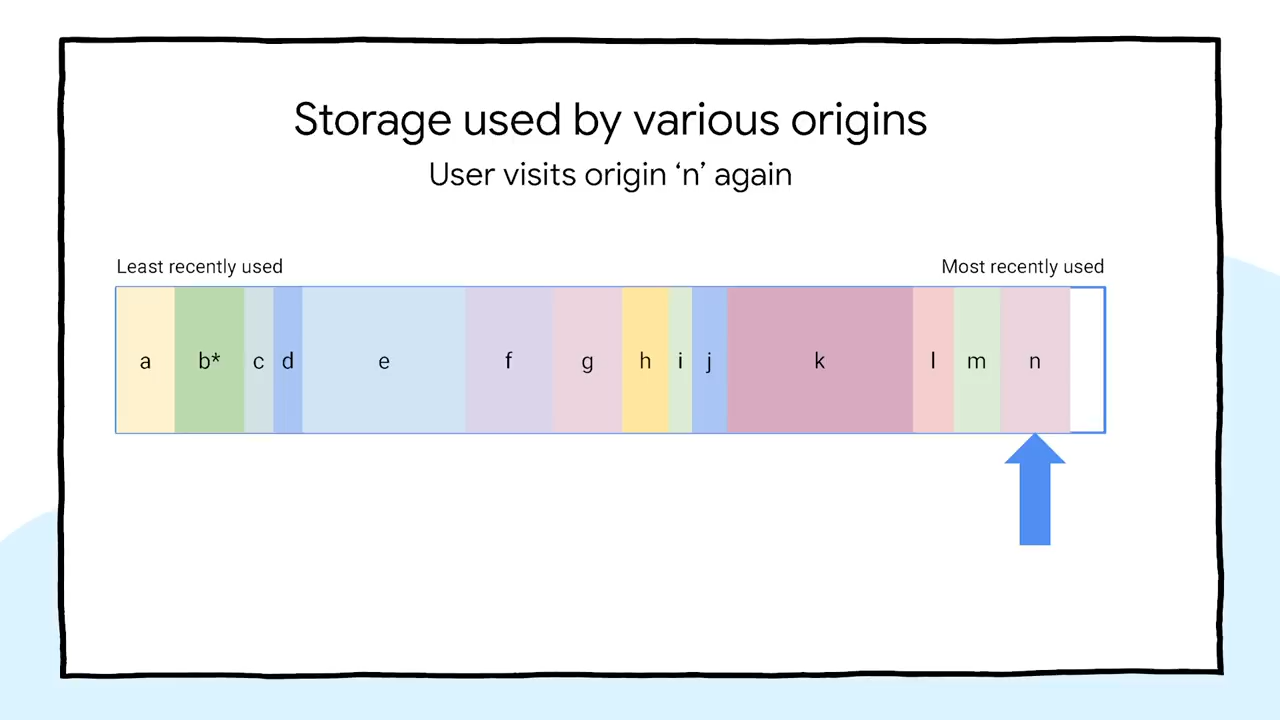 Storage used by various origins
User visits origin ‘n’ again
Least recently used Most recently used
a b* c d e f g h i j k l m n